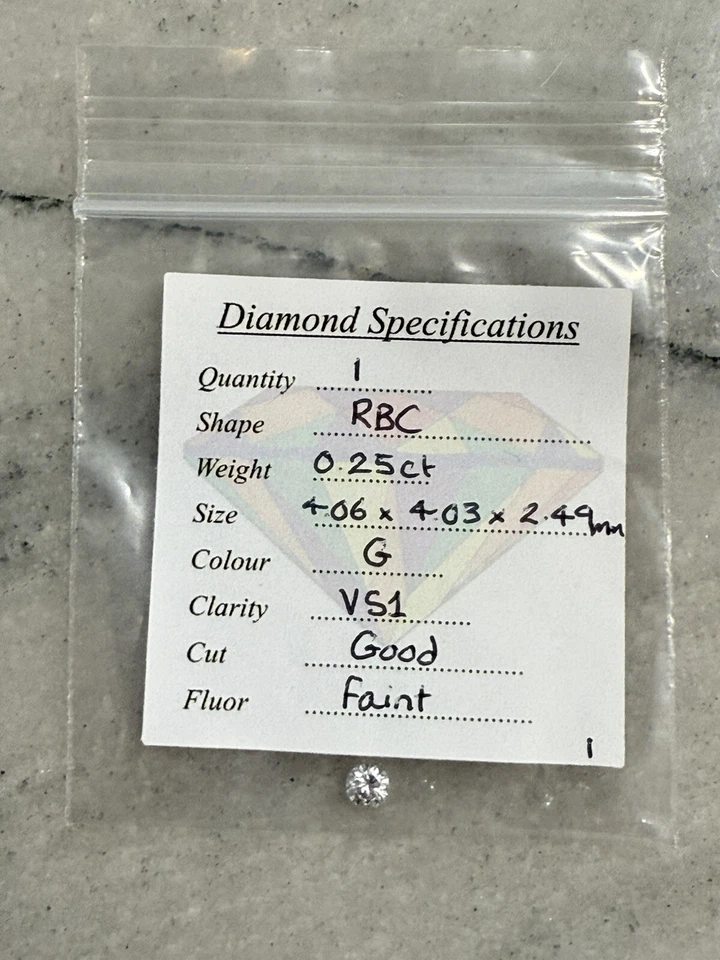 Diamond Specifications
Quantity 1
Shape RBC
Weight 0.25ct
Size 4.06 x 4.03 x 2.49mm
Colour G
Clarity VS1
Cut Good
Fluor Faint
1